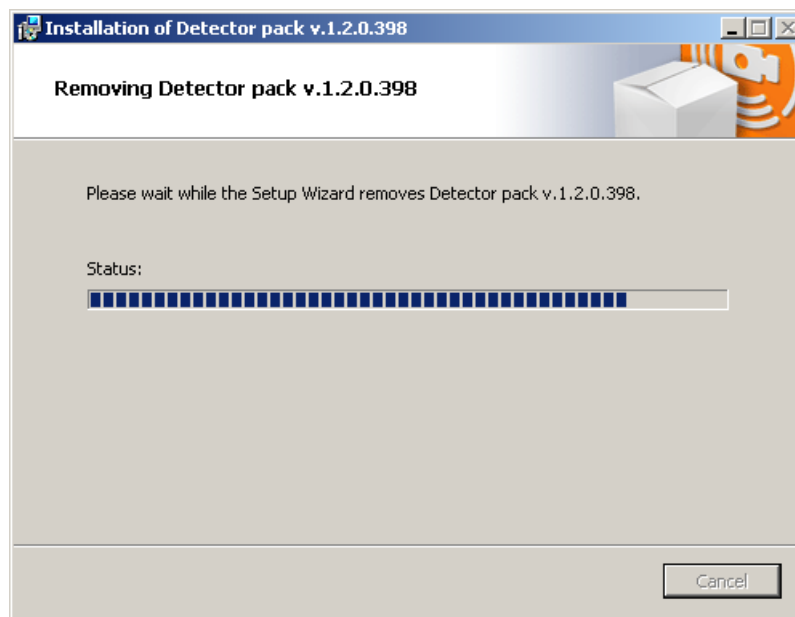 Installation of Detector pack v.1.2.0.398
Removing Detector pack v.1.2.0.398
Please wait while the Setup Wizard removes Detector pack v.1.2.0.398.
Status:
Cancel